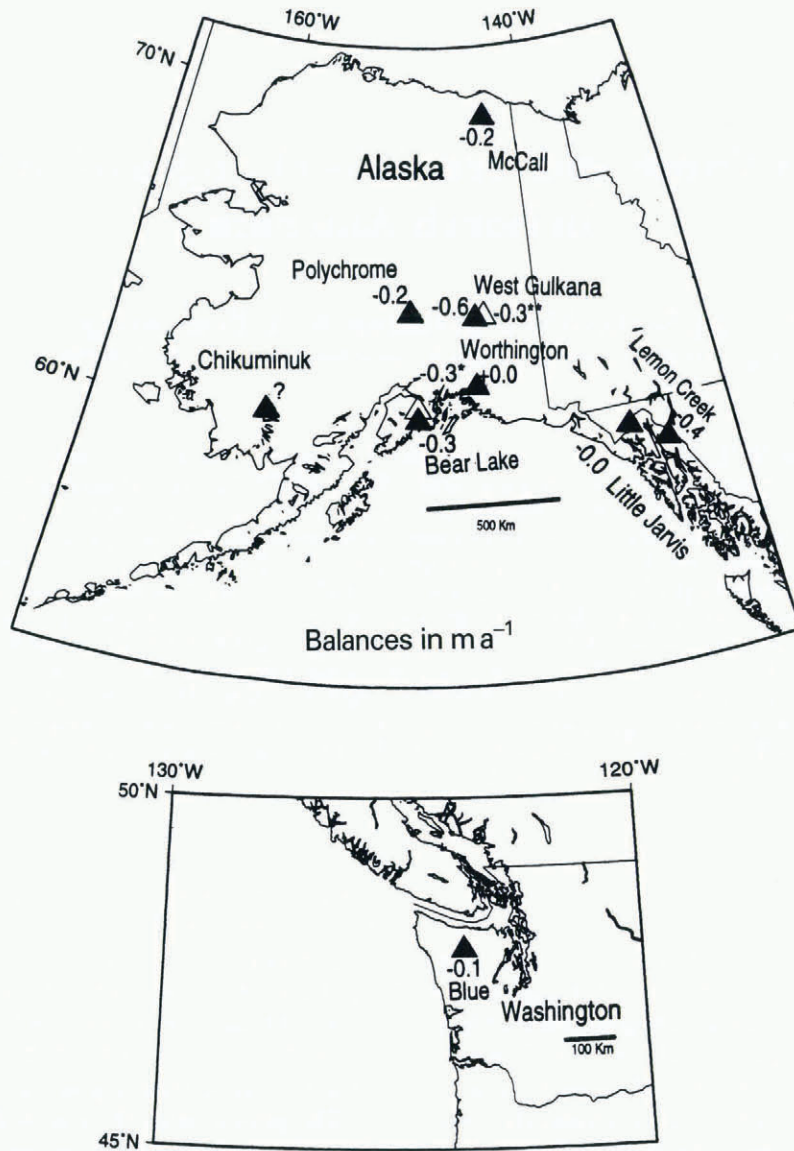 160°W
140°W
70°N
-0.2
McCall
Alaska
Polychrome
-0.2
West Gulkana
-0.6
-0.3**
Worthington
+0.0
60°N
Chikuminuk
?
-0.3*
-0.3
Bear Lake
Lemon Creek
-0.4
-0.0
Little Jarvis
500 Km
Balances in m a⁻¹
130°W
120°W
50°N
-0.1
Blue
Washington
100 Km
45°N